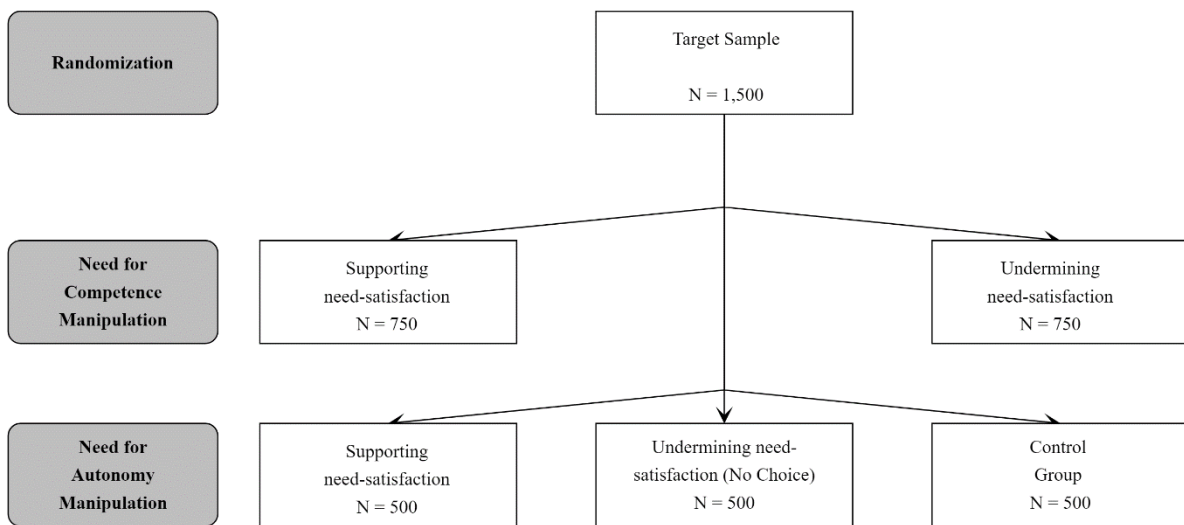 Randomization
Target Sample
N = 1,500
Need for
Competence
Manipulation
Supporting
need-satisfaction
N = 750
Undermining
need-satisfaction
N = 750
Need for
Autonomy
Manipulation
Supporting
need-satisfaction
N = 500
Undermining need-
satisfaction (No Choice)
N = 500
Control
Group
N = 500